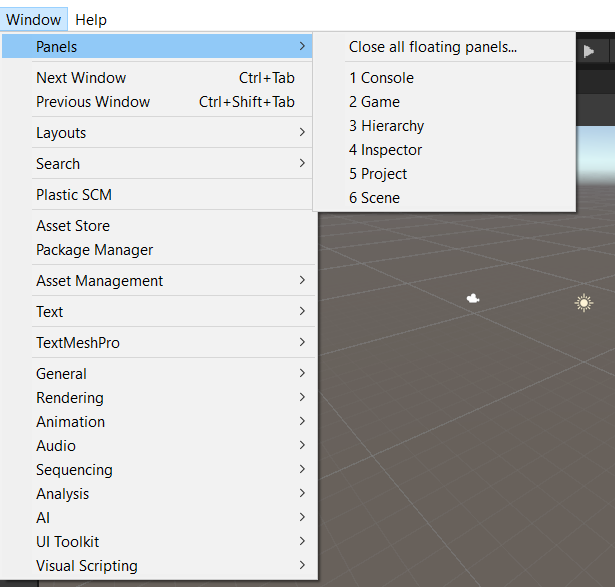 Window Help
Panels
Next Window Ctrl+Tab
Previous Window Ctrl+Shift+Tab
Layouts
Search
Plastic SCM
Asset Store
Package Manager
Asset Management
Text
TextMeshPro
General
Rendering
Animation
Audio
Sequencing
Analysis
AI
UI Toolkit
Visual Scripting
Close all floating panels...
1 Console
2 Game
3 Hierarchy
4 Inspector
5 Project
6 Scene